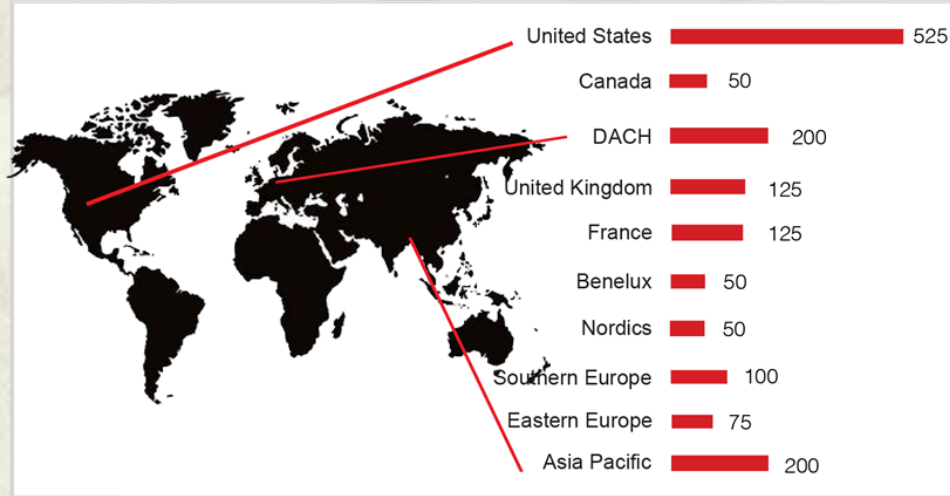 United States 525
Canada 50
DACH 200
United Kingdom 125
France 125
Benelux 50
Nordics 50
Southern Europe 100
Eastern Europe 75
Asia Pacific 200